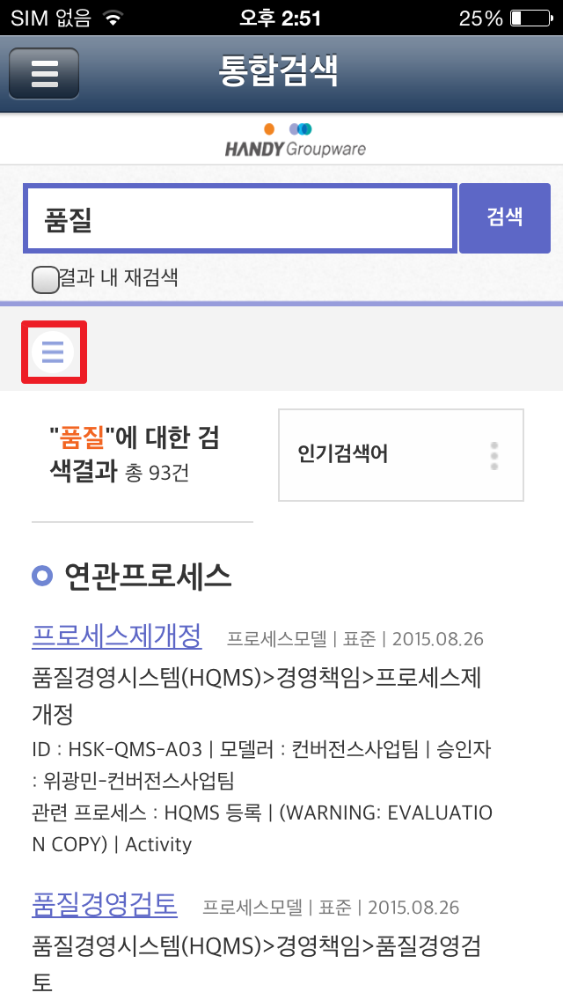 SIM 없음 오후 2:51 25%
통합검색
HANDY Groupware
품질 검색
결과 내 재검색
"품질"에 대한 검
색결과 총 93건
인기검색어
연관프로세스
프로세스제개정 프로세스모델 | 표준 | 2015.08.26
품질경영시스템(HQMS)>경영책임>프로세스제
개정
ID : HSK-QMS-A03 | 모델러 : 컨버전스사업팀 | 승인자
: 위광민-컨버전스사업팀
관련 프로세스 : HQMS 등록 | (WARNING: EVALUATIO
N COPY) | Activity
품질경영검토 프로세스모델 | 표준 | 2015.08.26
품질경영시스템(HQMS)>경영책임>품질경영검
토